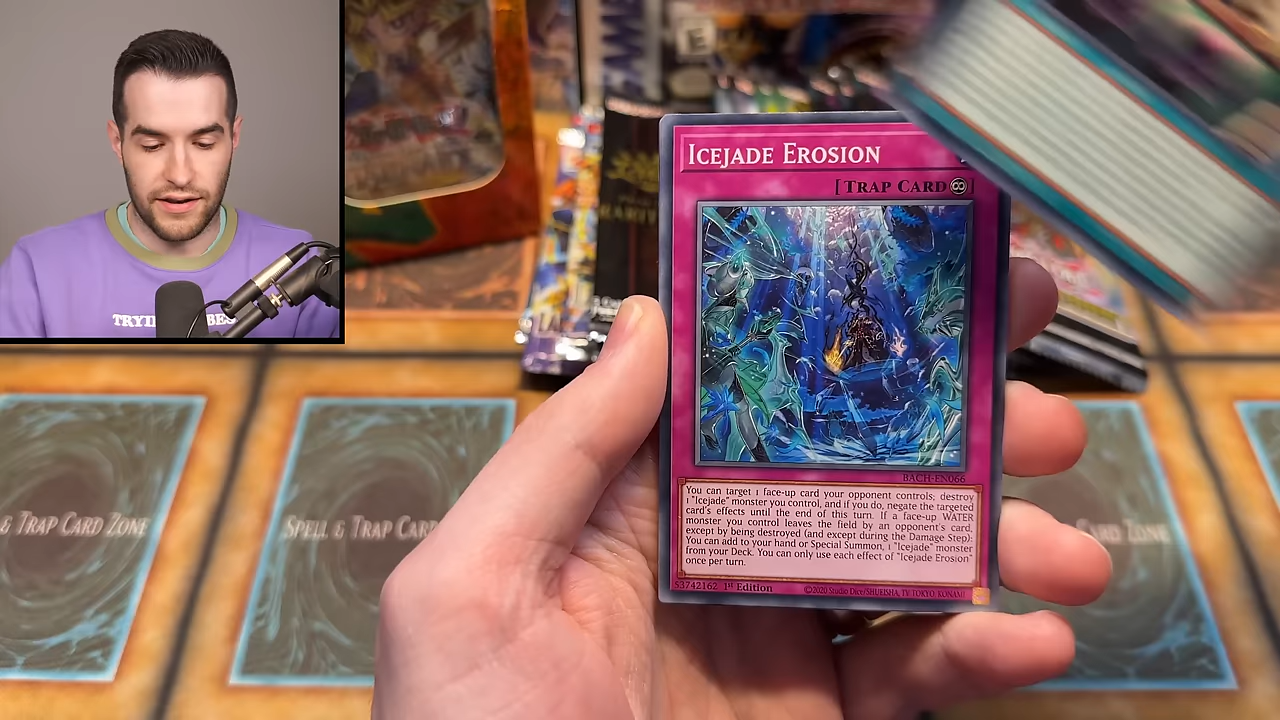 ICEJADE EROSION
[TRAP CARD
BACH-EN066
You can target 1 face-up card your opponent controls; destroy
1 "Icejade" monster you control, and if you do, negate the targeted
card's effects until the end of this turn. If a face-up WATER
monster you control leaves the field by an opponent's card,
except by being destroyed (and except during the Damage Step):
You can add to your hand or Special Summon, 1 "Icejade" monster
from your Deck. You can only use each effect of "Icejade Erosion"
once per turn.
53742162 1st Edition
©2020 Studio Dice/SHUEISHA, TV TOKYO, KONAMI
& TRAP CARD ZONE
SPELL & TRAP CAR
CARD ZONE
E